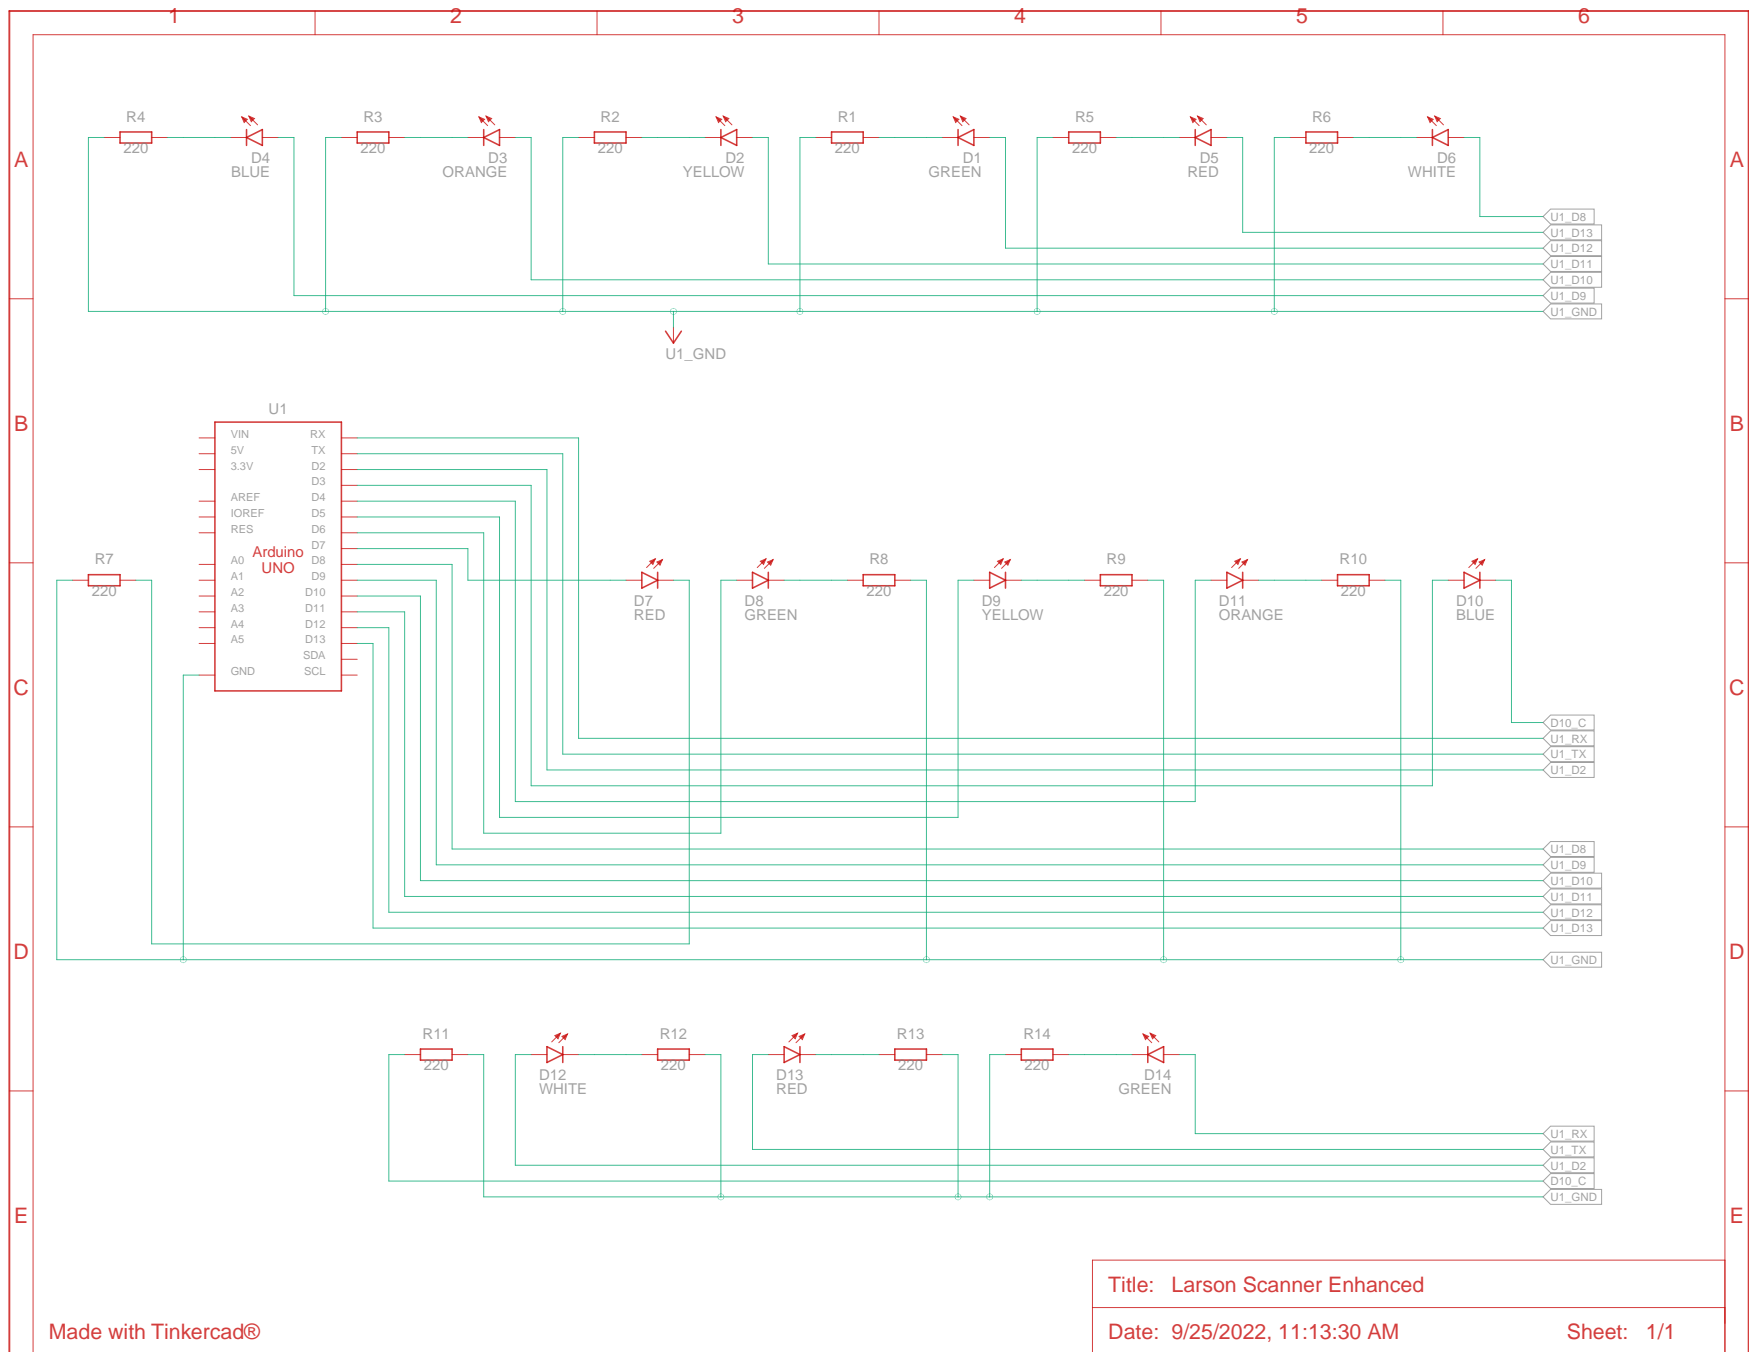 1 2 3 4 5 6
A A
R4 R3 R2 R1 R5 R6
220 220 220 220 220 220
D4 D3 D2 D1 D5 D6
BLUE ORANGE YELLOW GREEN RED WHITE
U1_D8
U1_D13
U1_D12
U1_D11
U1_D10
U1_D9
U1_GND
U1_GND
B B
U1
VIN RX
5V TX
3.3V D2
D3
AREF D4
IOREF D5
RES D6
D7
A0 D8
A1 D9
A2 D10
A3 D11
A4 D12
A5 D13
SDA
GND SCL
Arduino
UNO
R7 R8 R9 R10
220 220 220 220
D7 D8 D9 D11 D10
RED GREEN YELLOW ORANGE BLUE
C C
D10_C
U1_RX
U1_TX
U1_D2
U1_D8
U1_D9
U1_D10
U1_D11
U1_D12
U1_D13
D D
U1_GND
R11 R12 R13 R14
220 220 220 220
D12 D13 D14
WHITE RED GREEN
U1_RX
U1_TX
U1_D2
D10_C
U1_GND
E E
Title: Larson Scanner Enhanced
Made with Tinkercad®
Date: 9/25/2022, 11:13:30 AM Sheet: 1/1